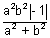 a²b²|-1|
a² + b²